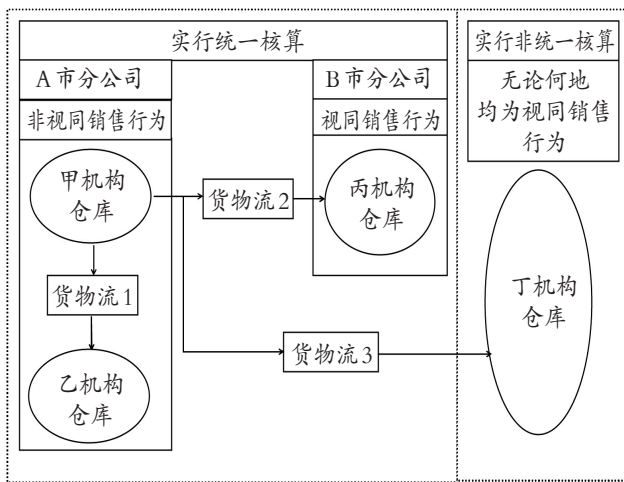 实行统一核算
实行非统一核算
A市分公司
B市分公司
无论何地
均为视同销售
行为
非视同销售行为
视同销售行为
甲机构
仓库
货物流2
丙机构
仓库
货物流1
丁机构
仓库
货物流3
乙机构
仓库